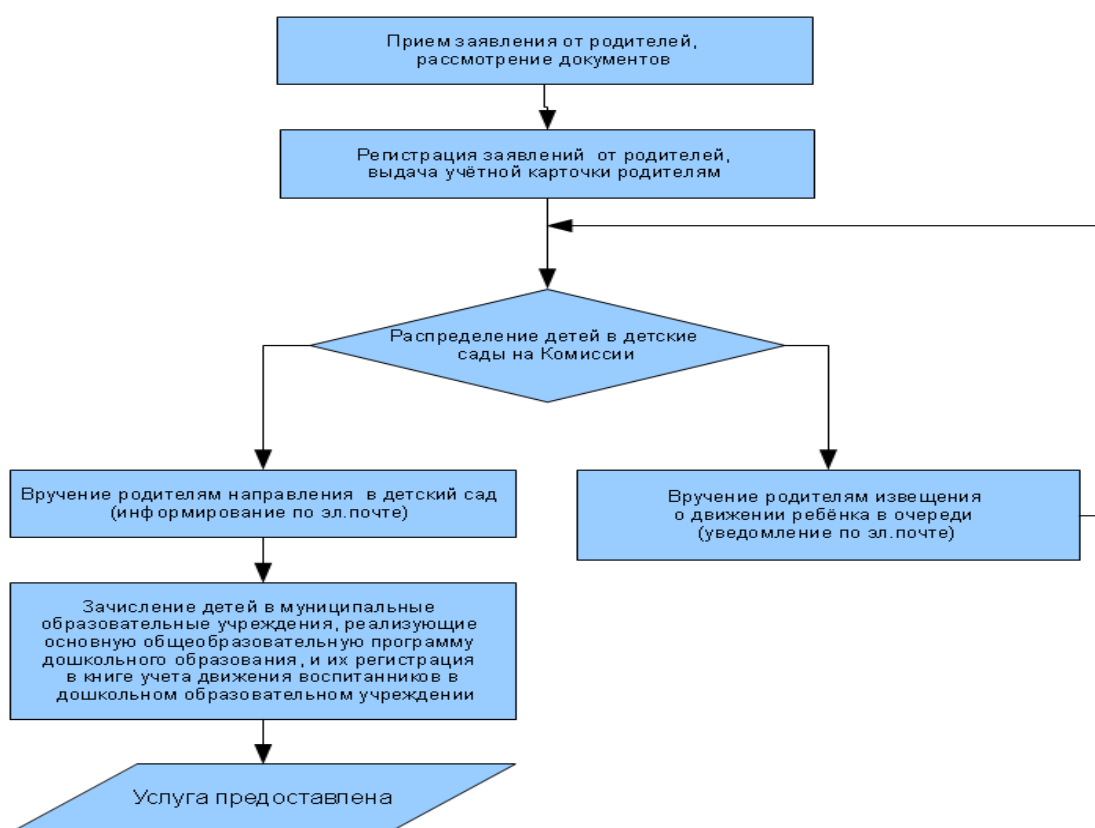 Прием заявления от родителей,
рассмотрение документов
Регистрация заявлений от родителей,
выдача учётной карточки родителям
Распределение детей в детские
сады на Комиссии
Вручение родителям направления в детский сад
(информирование по эл.почте)
Вручение родителям извещения
о движении ребёнка в очереди
(уведомление по эл.почте)
Зачисление детей в муниципальные
образовательные учреждения, реализующие
основную общеобразовательную программу
дошкольного образования, и их регистрация
в книге учета движения воспитанников в
дошкольном образовательном учреждении
Услуга предоставлена